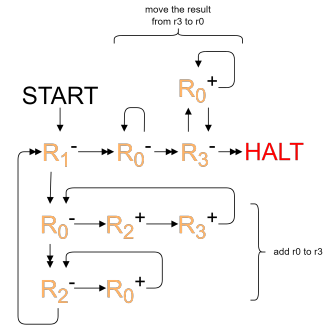 move the result
from r3 to r0
R₀⁺
START
R₁⁻ R₀⁻ R₃⁻ HALT
R₀⁻ R₂⁺ R₃⁺
add r0 to r3
R₂⁻ R₀⁺